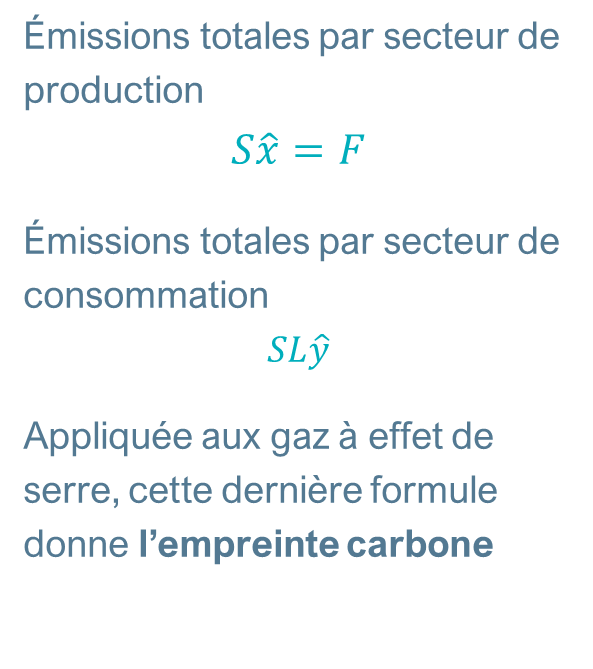 Émissions totales par secteur de
production
Sx̂ = F
Émissions totales par secteur de
consommation
SLŷ
Appliquée aux gaz à effet de
serre, cette dernière formule
donne l’empreinte carbone